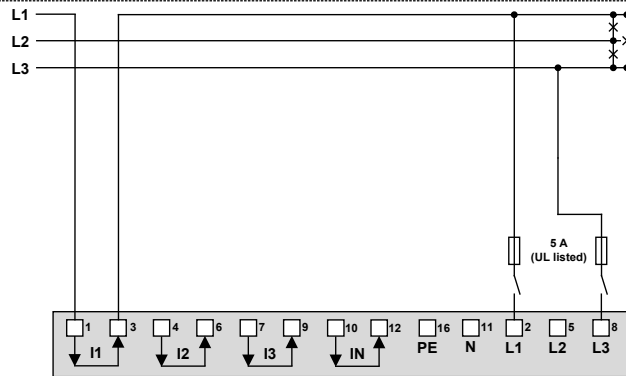 L1
L2
L3
5 A
(UL listed)
1 3 4 6 7 9 10 12 16 11 2 5 8
I1 I2 I3 IN PE N L1 L2 L3